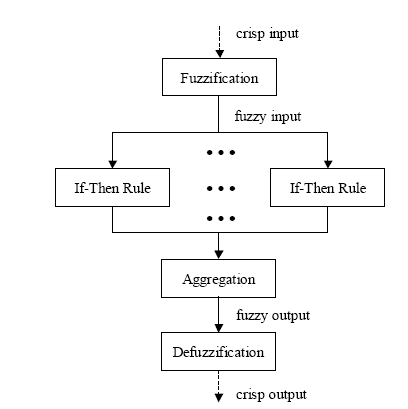 crisp input
Fuzzification
fuzzy input
• • •
If-Then Rule
• • •
If-Then Rule
• • •
Aggregation
fuzzy output
Defuzzification
crisp output